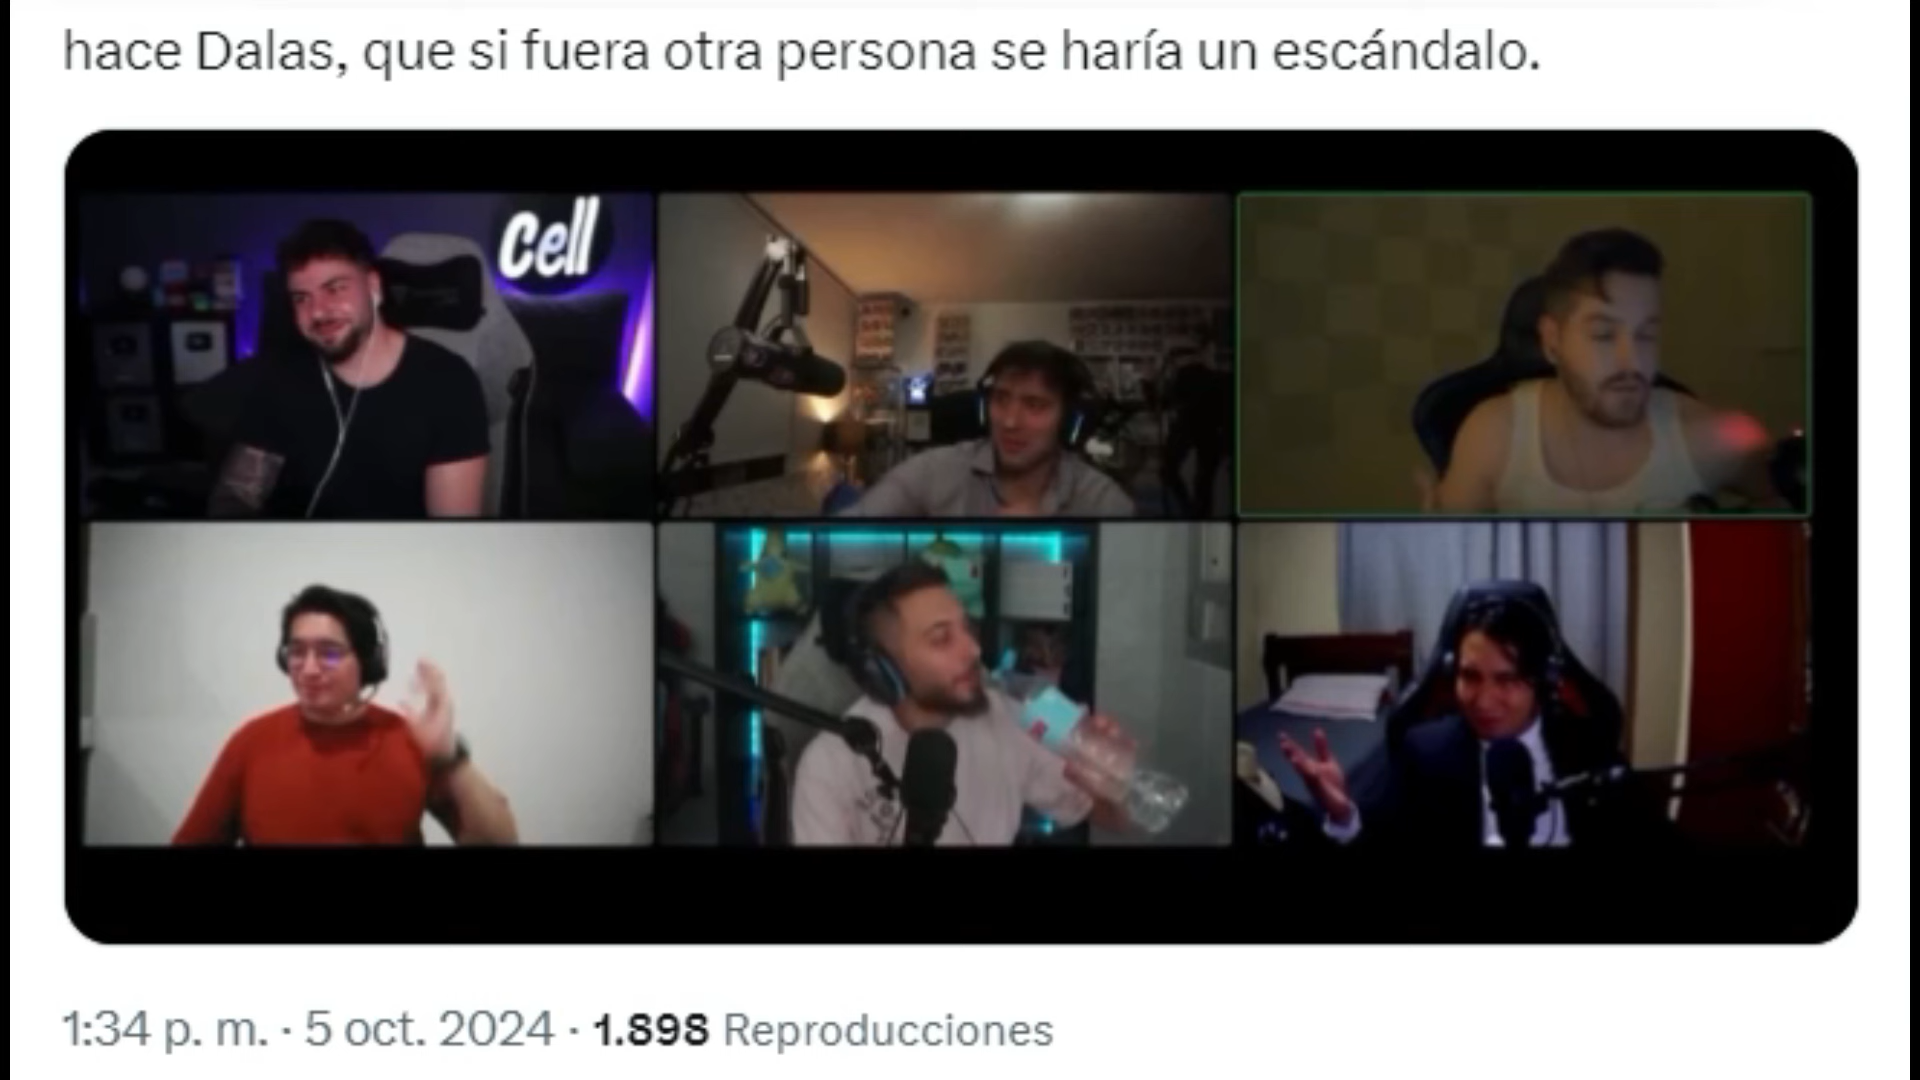 hace Dalas, que si fuera otra persona se haría un escándalo.
Cell
1:34 p. m. · 5 oct. 2024 · 1.898 Reproducciones